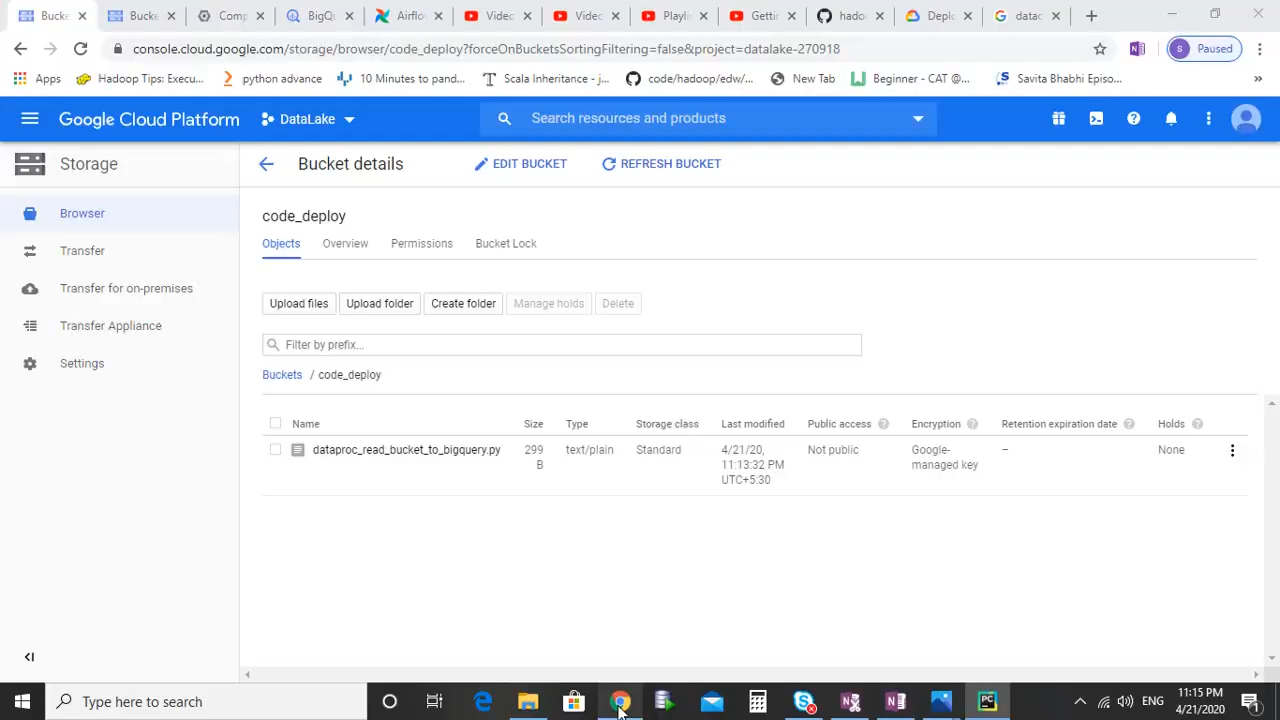 Bucke
Bucke
Comp
BigQ
Airflo
Video
Video
Playli
Getti
hado
Deplo
datac
console.cloud.google.com/storage/browser/code_deploy?forceOnBucketsSortingFiltering=false&project=datalake-270918
S Paused
Apps
Hadoop Tips: Execu...
python advance
10 Minutes to pand...
Scala Inheritance - j...
code/hadoop/edw/...
New Tab
Beginner - CAT @...
Savita Bhabhi Episo...
»
Google Cloud Platform
DataLake
Search resources and products
Storage
Bucket details
EDIT BUCKET
REFRESH BUCKET
Browser
Transfer
Transfer for on-premises
Transfer Appliance
Settings
code_deploy
Objects Overview Permissions Bucket Lock
Upload files Upload folder Create folder Manage holds Delete
Filter by prefix...
Buckets / code_deploy
Name Size Type Storage class Last modified Public access Encryption Retention expiration date Holds
dataproc_read_bucket_to_bigquery.py 299 text/plain Standard 4/21/20, Not public Google- – None
B 11:13:32 PM managed key
UTC+5:30
Type here to search
PC
ENG
11:15 PM
4/21/2020
1